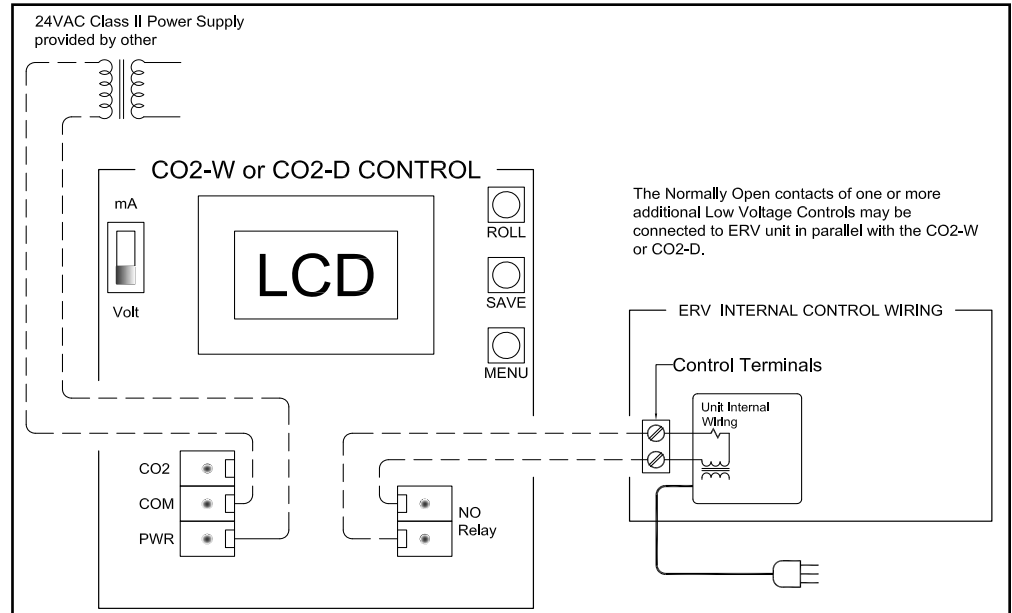 24VAC Class II Power Supply
provided by other
CO2-W or CO2-D CONTROL
mA
Volt
LCD
ROLL
SAVE
MENU
CO2
COM
PWR
NO
Relay
The Normally Open contacts of one or more
additional Low Voltage Controls may be
connected to ERV unit in parallel with the CO2-W
or CO2-D.
ERV INTERNAL CONTROL WIRING
Control Terminals
Unit Internal
Wiring